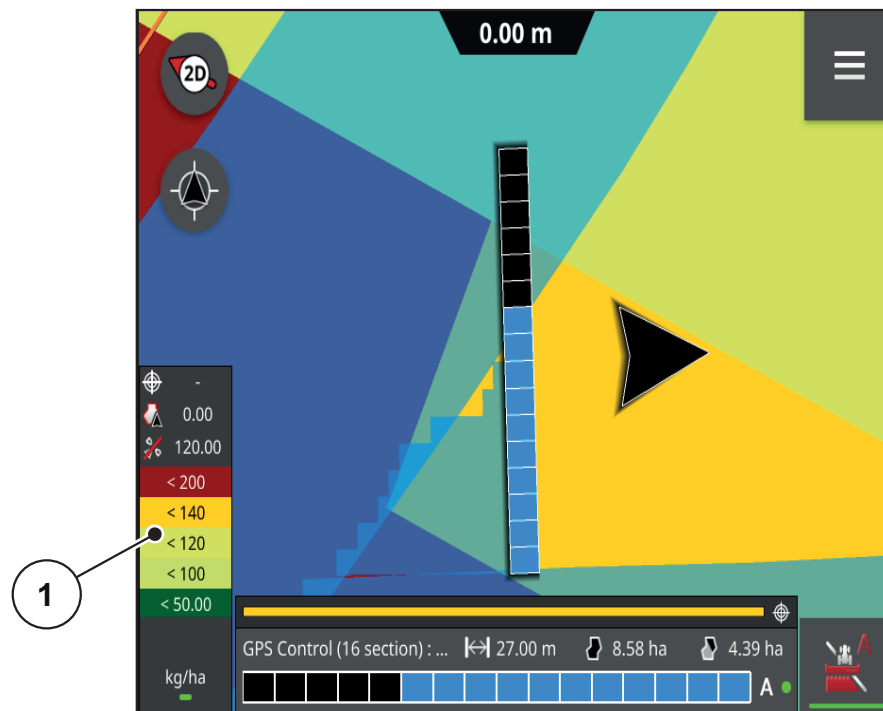 0.00 m
2D
-
0.00
120.00
< 200
< 140
< 120
< 100
< 50.00
kg/ha
1
GPS Control (16 section) : ... 27.00 m 8.58 ha 4.39 ha
A
A